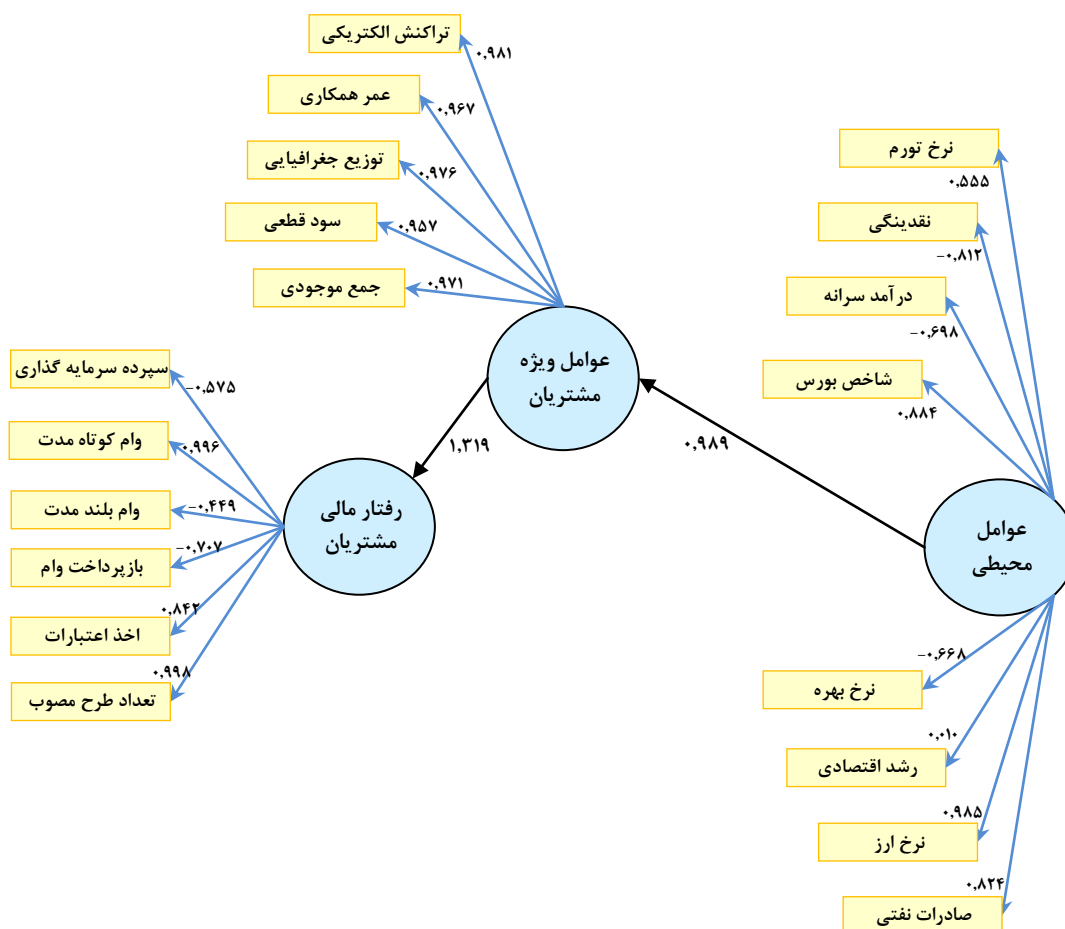 تراکنش الکتریکی
۰,۹۸۱
عمر همکاری
۰,۹۶۷
توزیع جغرافیایی
۰,۹۷۶
سود قطعی
۰,۹۵۷
جمع موجودی
۰,۹۷۱
نرخ تورم
۰,۵۵۵
نقدینگی
-۰,۸۱۲
درآمد سرانه
-۰,۶۹۸
شاخص بورس
۰,۸۸۴
عوامل ویژه
مشتریان
۰,۹۸۹
۱,۳۱۹
عوامل
محیطی
رفتار مالی
مشتریان
سپرده سرمایه گذاری
-۰,۵۷۵
وام کوتاه مدت
۰,۹۹۶
وام بلند مدت
-۰,۴۴۹
بازپرداخت وام
-۰,۷۰۷
اخذ اعتبارات
۰,۸۴۲
تعداد طرح مصوب
۰,۹۹۸
-۰,۶۶۸
نرخ بهره
۰,۰۱۰
رشد اقتصادی
۰,۹۸۵
نرخ ارز
۰,۸۲۴
صادرات نفتی